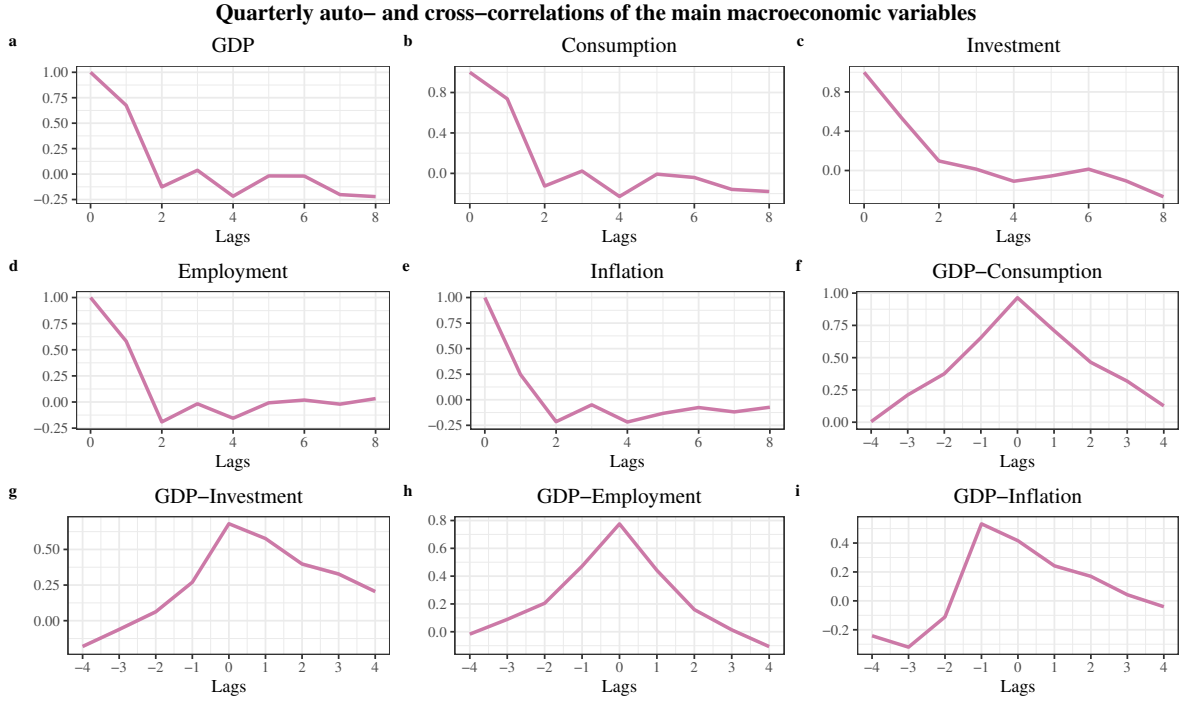 Quarterly auto− and cross−correlations of the main macroeconomic variables
a
GDP
1.00
0.75
0.50
0.25
0.00
−0.25
0 2 4 6 8
Lags
b
Consumption
0.8
0.4
0.0
0 2 4 6 8
Lags
c
Investment
0.8
0.4
0.0
0 2 4 6 8
Lags
d
Employment
1.00
0.75
0.50
0.25
0.00
−0.25
0 2 4 6 8
Lags
e
Inflation
1.00
0.75
0.50
0.25
0.00
−0.25
0 2 4 6 8
Lags
f
GDP−Consumption
1.00
0.75
0.50
0.25
0.00
−4 −3 −2 −1 0 1 2 3 4
Lags
g
GDP−Investment
0.50
0.25
0.00
−4 −3 −2 −1 0 1 2 3 4
Lags
h
GDP−Employment
0.8
0.6
0.4
0.2
0.0
−4 −3 −2 −1 0 1 2 3 4
Lags
i
GDP−Inflation
0.4
0.2
0.0
−0.2
−4 −3 −2 −1 0 1 2 3 4
Lags